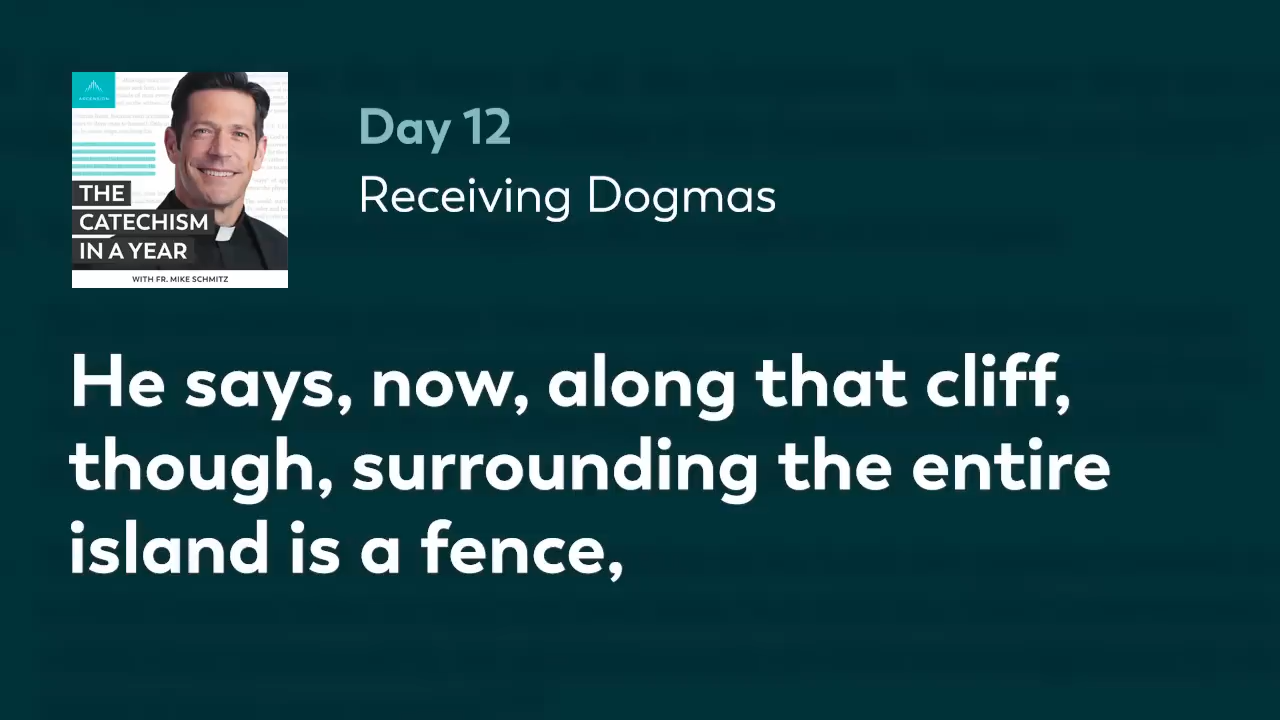 ASCENSION
THE
CATECHISM
IN A YEAR
WITH FR. MIKE SCHMITZ
Day 12
Receiving Dogmas
He says, now, along that cliff,
though, surrounding the entire
island is a fence,